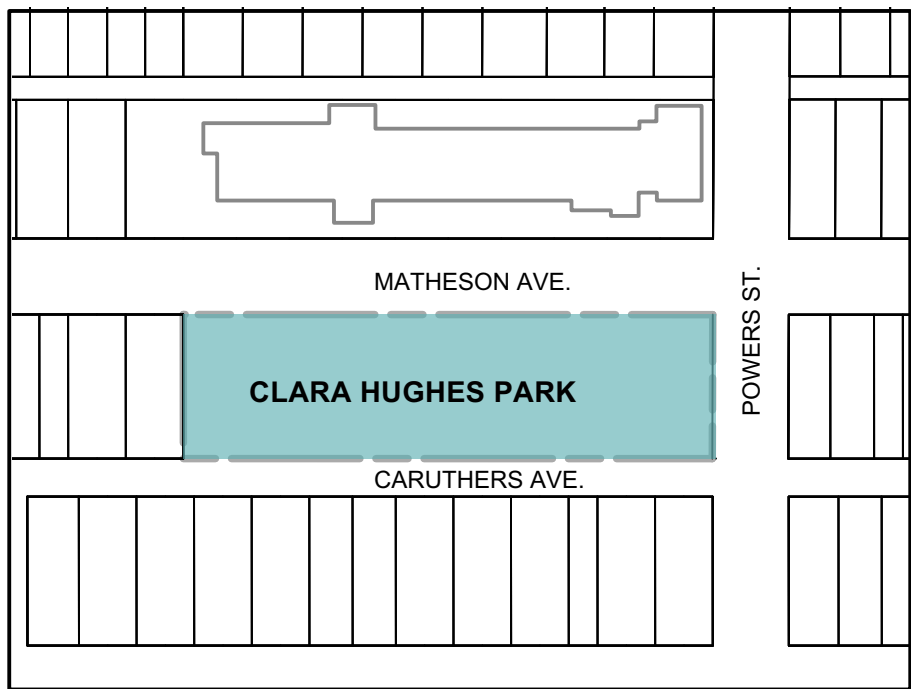 MATHESON AVE.
POWERS ST.
CLARA HUGHES PARK
CARUTHERS AVE.